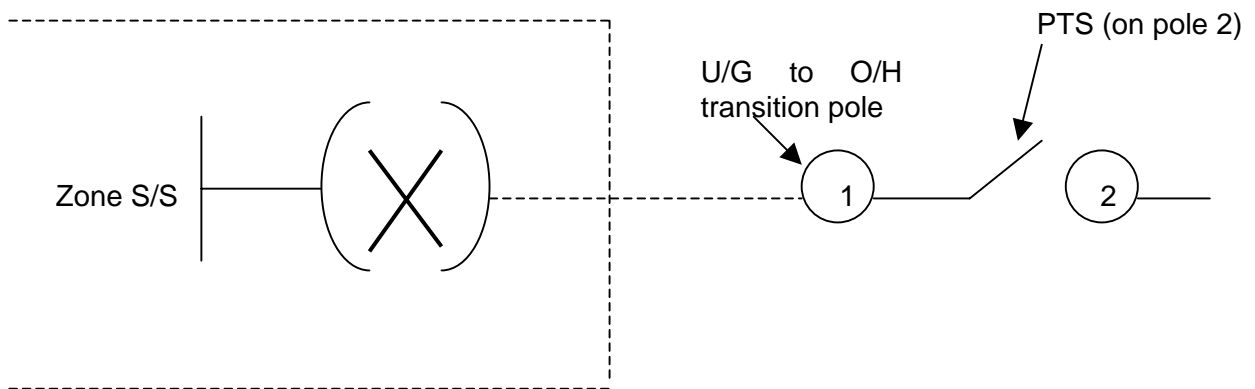 PTS (on pole 2)
U/G to O/H
transition pole
Zone S/S
1
2